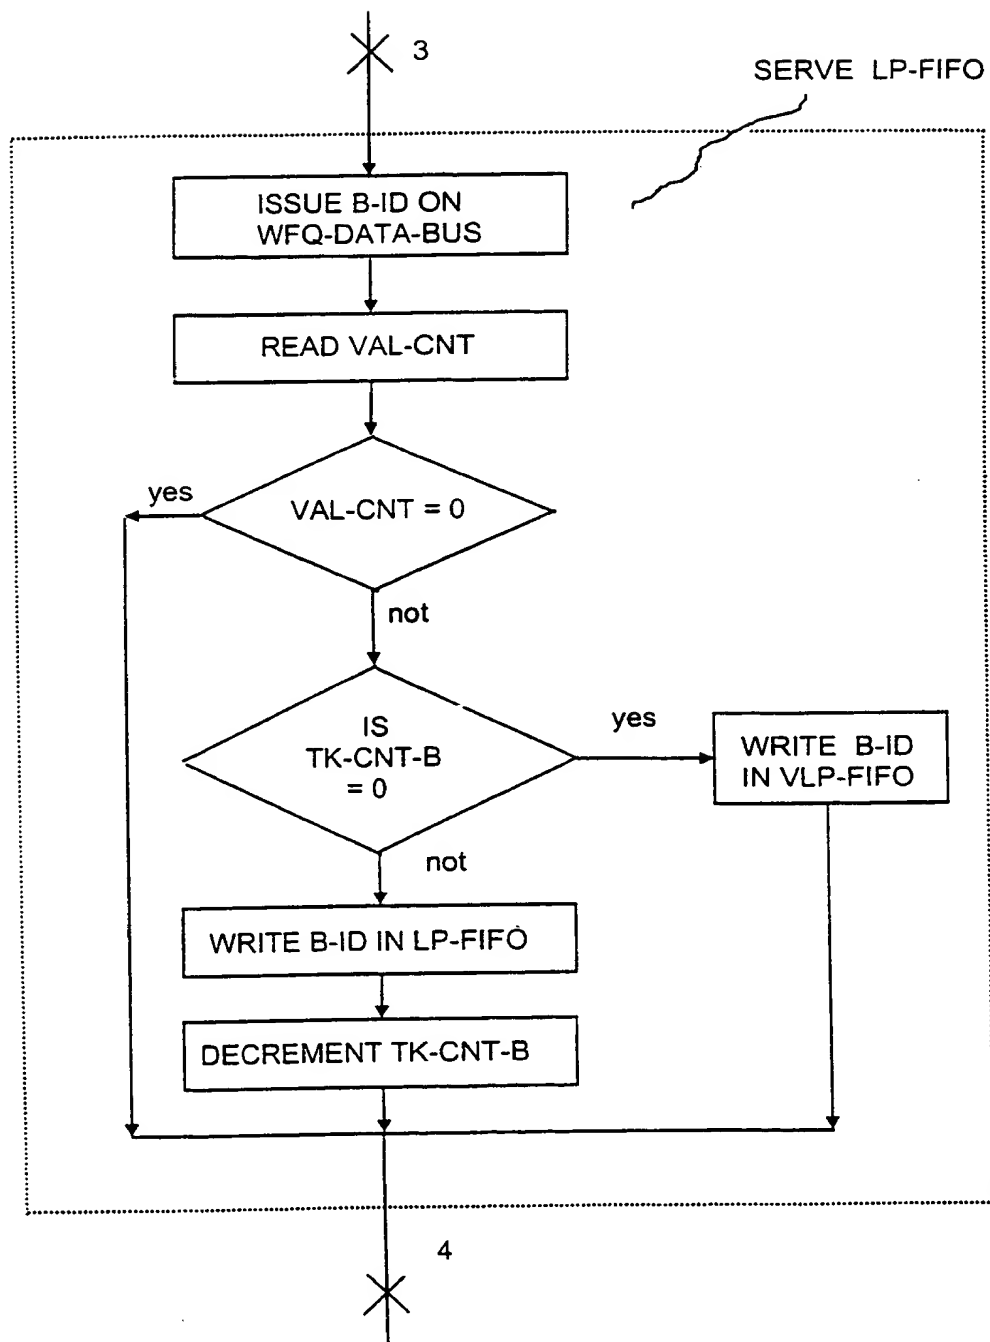 3
SERVE LP-FIFO
ISSUE B-ID ON
WFQ-DATA-BUS
READ VAL-CNT
yes
VAL-CNT = 0
not
IS
TK-CNT-B
= 0
yes
WRITE B-ID
IN VLP-FIFO
not
WRITE B-ID IN LP-FIFO
DECREMENT TK-CNT-B
4